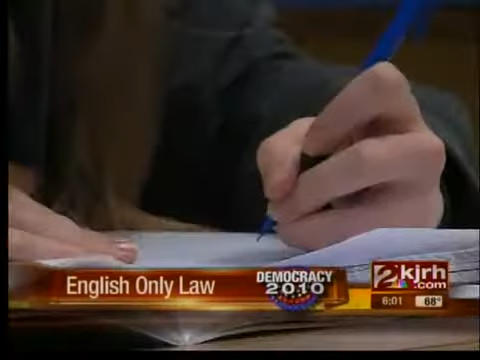 English Only Law
DEMOCRACY
2010
2kjrh
.com
6:01 68°